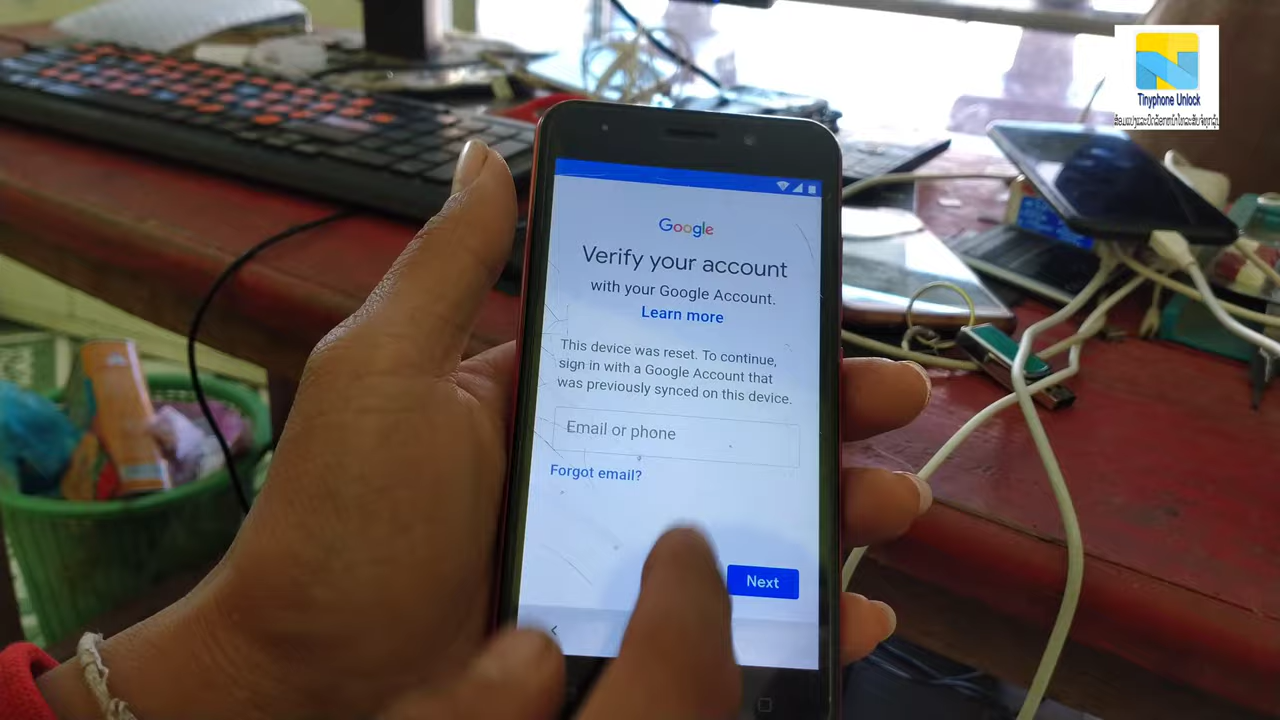 Tinyphone Unlock
Google
Verify your account
with your Google Account.
Learn more
This device was reset. To continue,
sign in with a Google Account that
was previously synced on this device.
Email or phone
Forgot email?
Next